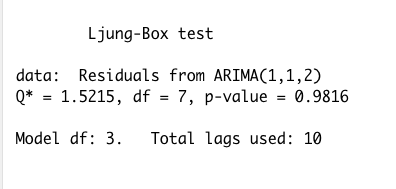 Ljung-Box test
data:  Residuals from ARIMA(1,1,2)
Q* = 1.5215, df = 7, p-value = 0.9816
Model df: 3.   Total lags used: 10